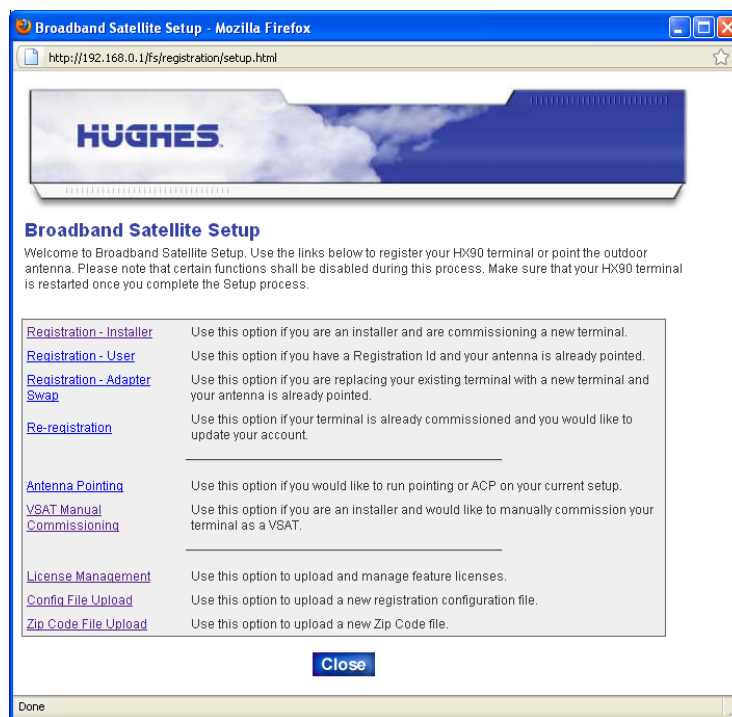 Broadband Satellite Setup - Mozilla Firefox
http://192.168.0.1/fs/registration/setup.html
HUGHES.
Broadband Satellite Setup
Welcome to Broadband Satellite Setup. Use the links below to register your HX90 terminal or point the outdoor
antenna. Please note that certain functions shall be disabled during this process. Make sure that your HX90 terminal
is restarted once you complete the Setup process.
Registration - Installer Use this option if you are an installer and are commissioning a new terminal.
Registration - User Use this option if you have a Registration Id and your antenna is already pointed.
Registration - Adapter Use this option if you are replacing your existing terminal with a new terminal and
Swap your antenna is already pointed.
Re-registration Use this option if your terminal is already commissioned and you would like to
update your account.
Antenna Pointing Use this option if you would like to run pointing or ACP on your current setup.
VSAT Manual Use this option if you are an installer and would like to manually commission your
Commissioning terminal as a VSAT.
License Management Use this option to upload and manage feature licenses.
Config File Upload Use this option to upload a new registration configuration file.
Zip Code File Upload Use this option to upload a new Zip Code file.
Close
Done